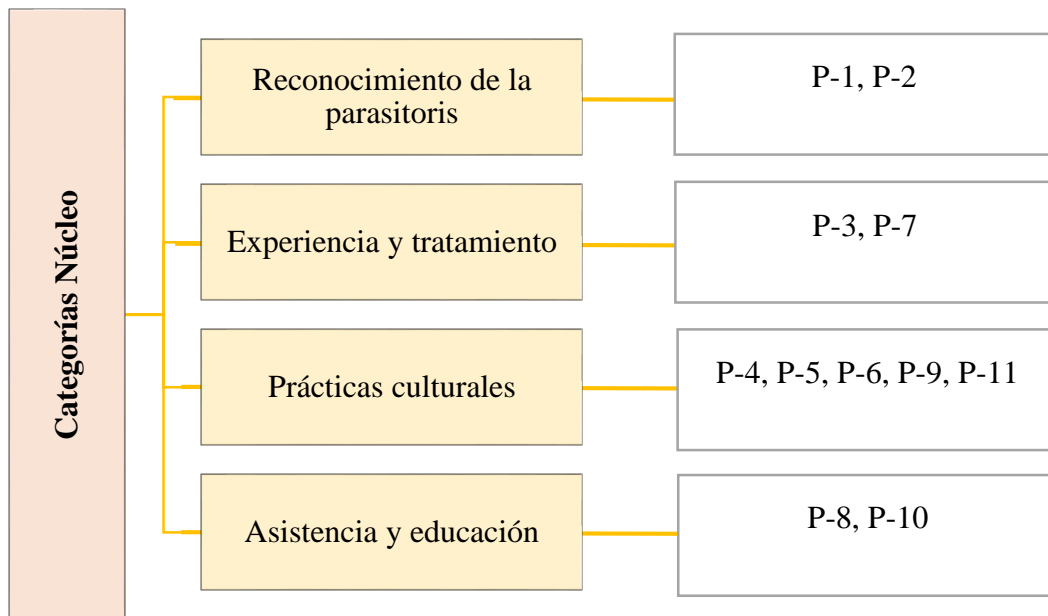 Categorías Núcleo
Reconocimiento de la
parasitoris
P-1, P-2
Experiencia y tratamiento
P-3, P-7
Prácticas culturales
P-4, P-5, P-6, P-9, P-11
Asistencia y educación
P-8, P-10